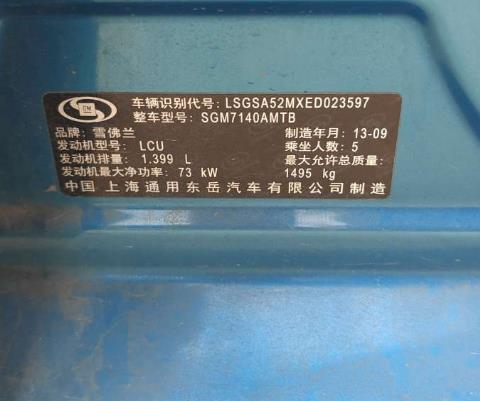 GM
车辆识别代号: LSGSA52MXED023597
整车型号: SGM7140AMTB
品牌: 雪佛兰 制造年月: 13-09
发动机型号: LCU 乘坐人数: 5
发动机排量: 1.399 L 最大允许总质量:
发动机最大净功率: 73 kW 1495 kg
中国 上海通用东岳汽车有限公司制造